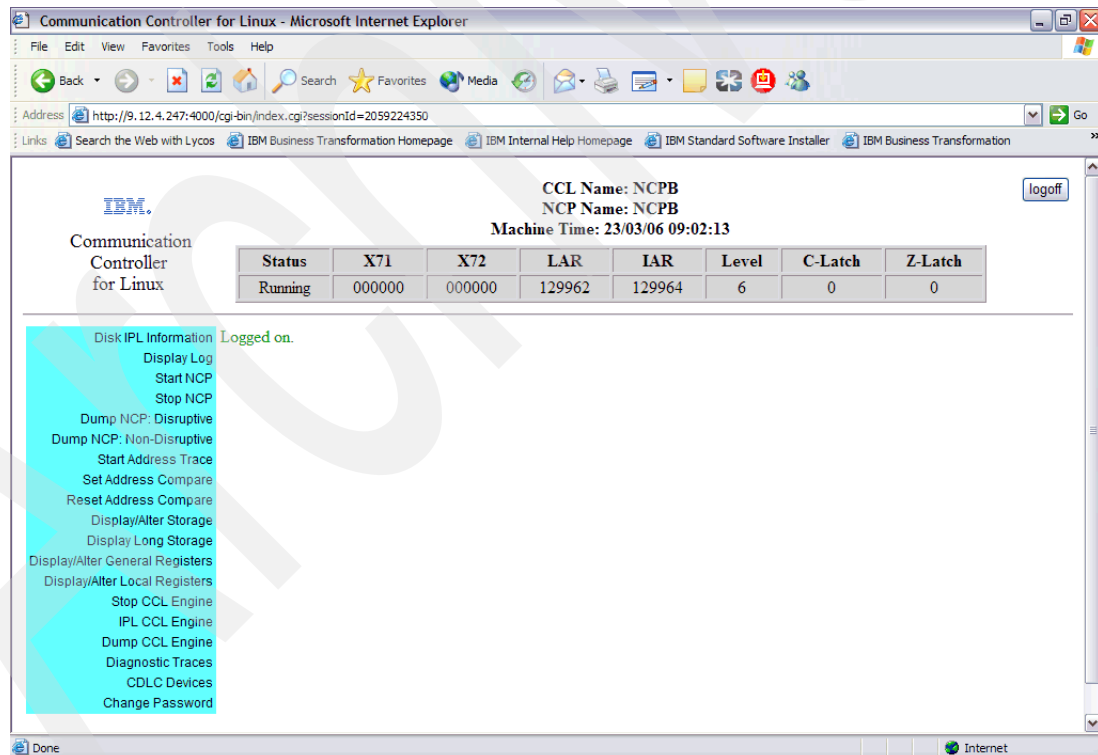 Communication Controller for Linux - Microsoft Internet Explorer
File Edit View Favorites Tools Help
Back Search Favorites Media
Address http://9.12.4.247:4000/cgi-bin/index.cgi?sessionId=2059224350 Go
Links Search the Web with Lycos IBM Business Transformation Homepage IBM Internal Help Homepage IBM Standard Software Installer IBM Business Transformation »
IBM.
Communication
Controller
for Linux
CCL Name: NCPB
NCP Name: NCPB
Machine Time: 23/03/06 09:02:13
logoff
Status X71 X72 LAR IAR Level C-Latch Z-Latch
Running 000000 000000 129962 129964 6 0 0
Disk IPL Information Logged on.
Display Log
Start NCP
Stop NCP
Dump NCP: Disruptive
Dump NCP: Non-Disruptive
Start Address Trace
Set Address Compare
Reset Address Compare
Display/Alter Storage
Display Long Storage
Display/Alter General Registers
Display/Alter Local Registers
Stop CCL Engine
IPL CCL Engine
Dump CCL Engine
Diagnostic Traces
CDLC Devices
Change Password
Done Internet